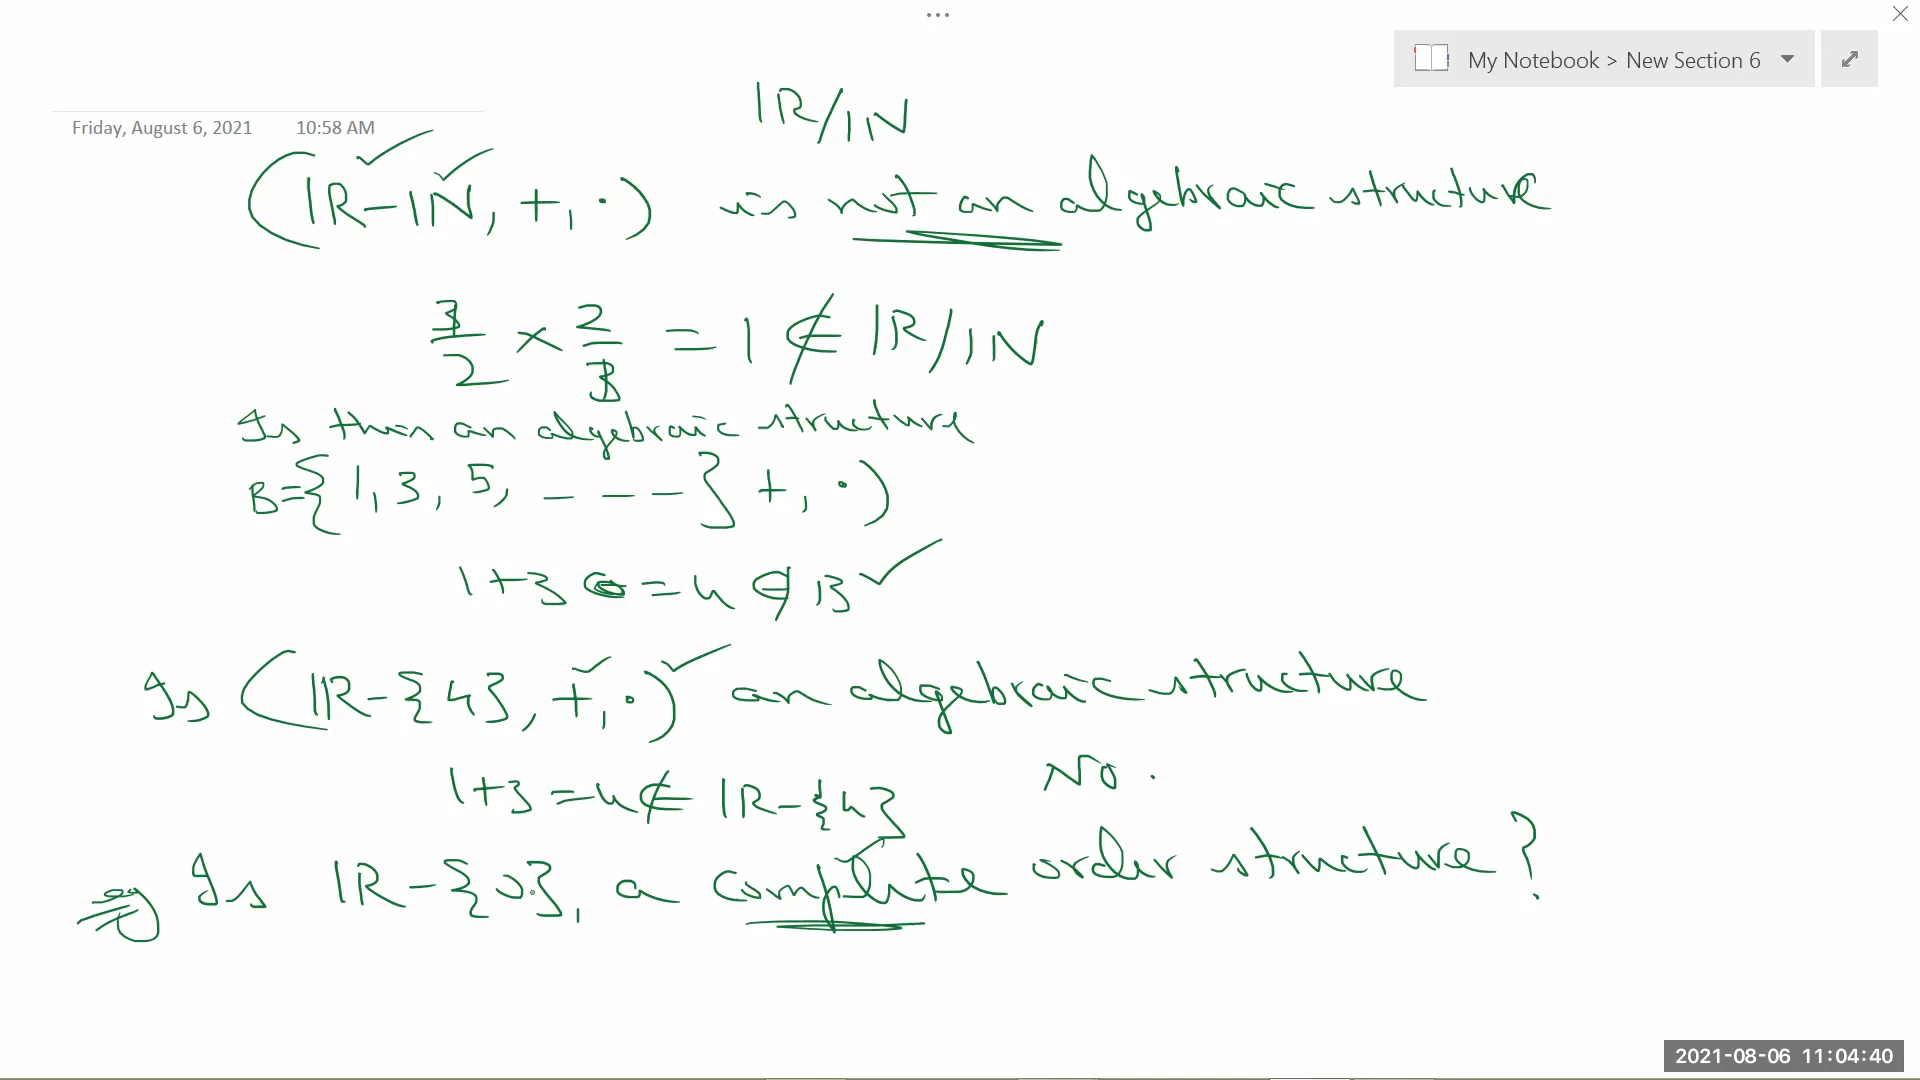 ...
My Notebook > New Section 6
ℝ/ℕ
Friday, August 6, 2021 10:58 AM
(ℝ-ℕ, +, ·) is not an algebraic structure
3/2 × 2/3 = 1 ∉ ℝ/ℕ
Is this an algebraic structure
B={1, 3, 5, - - - } +, ·)
1+3 = 4 ∉ B ✓
Is (ℝ-{4}, +, ·) an algebraic structure
No.
1+3 = 4 ∉ ℝ-{4}
eg Is ℝ-{0}, a complete order structure?
2021-08-06 11:04:40